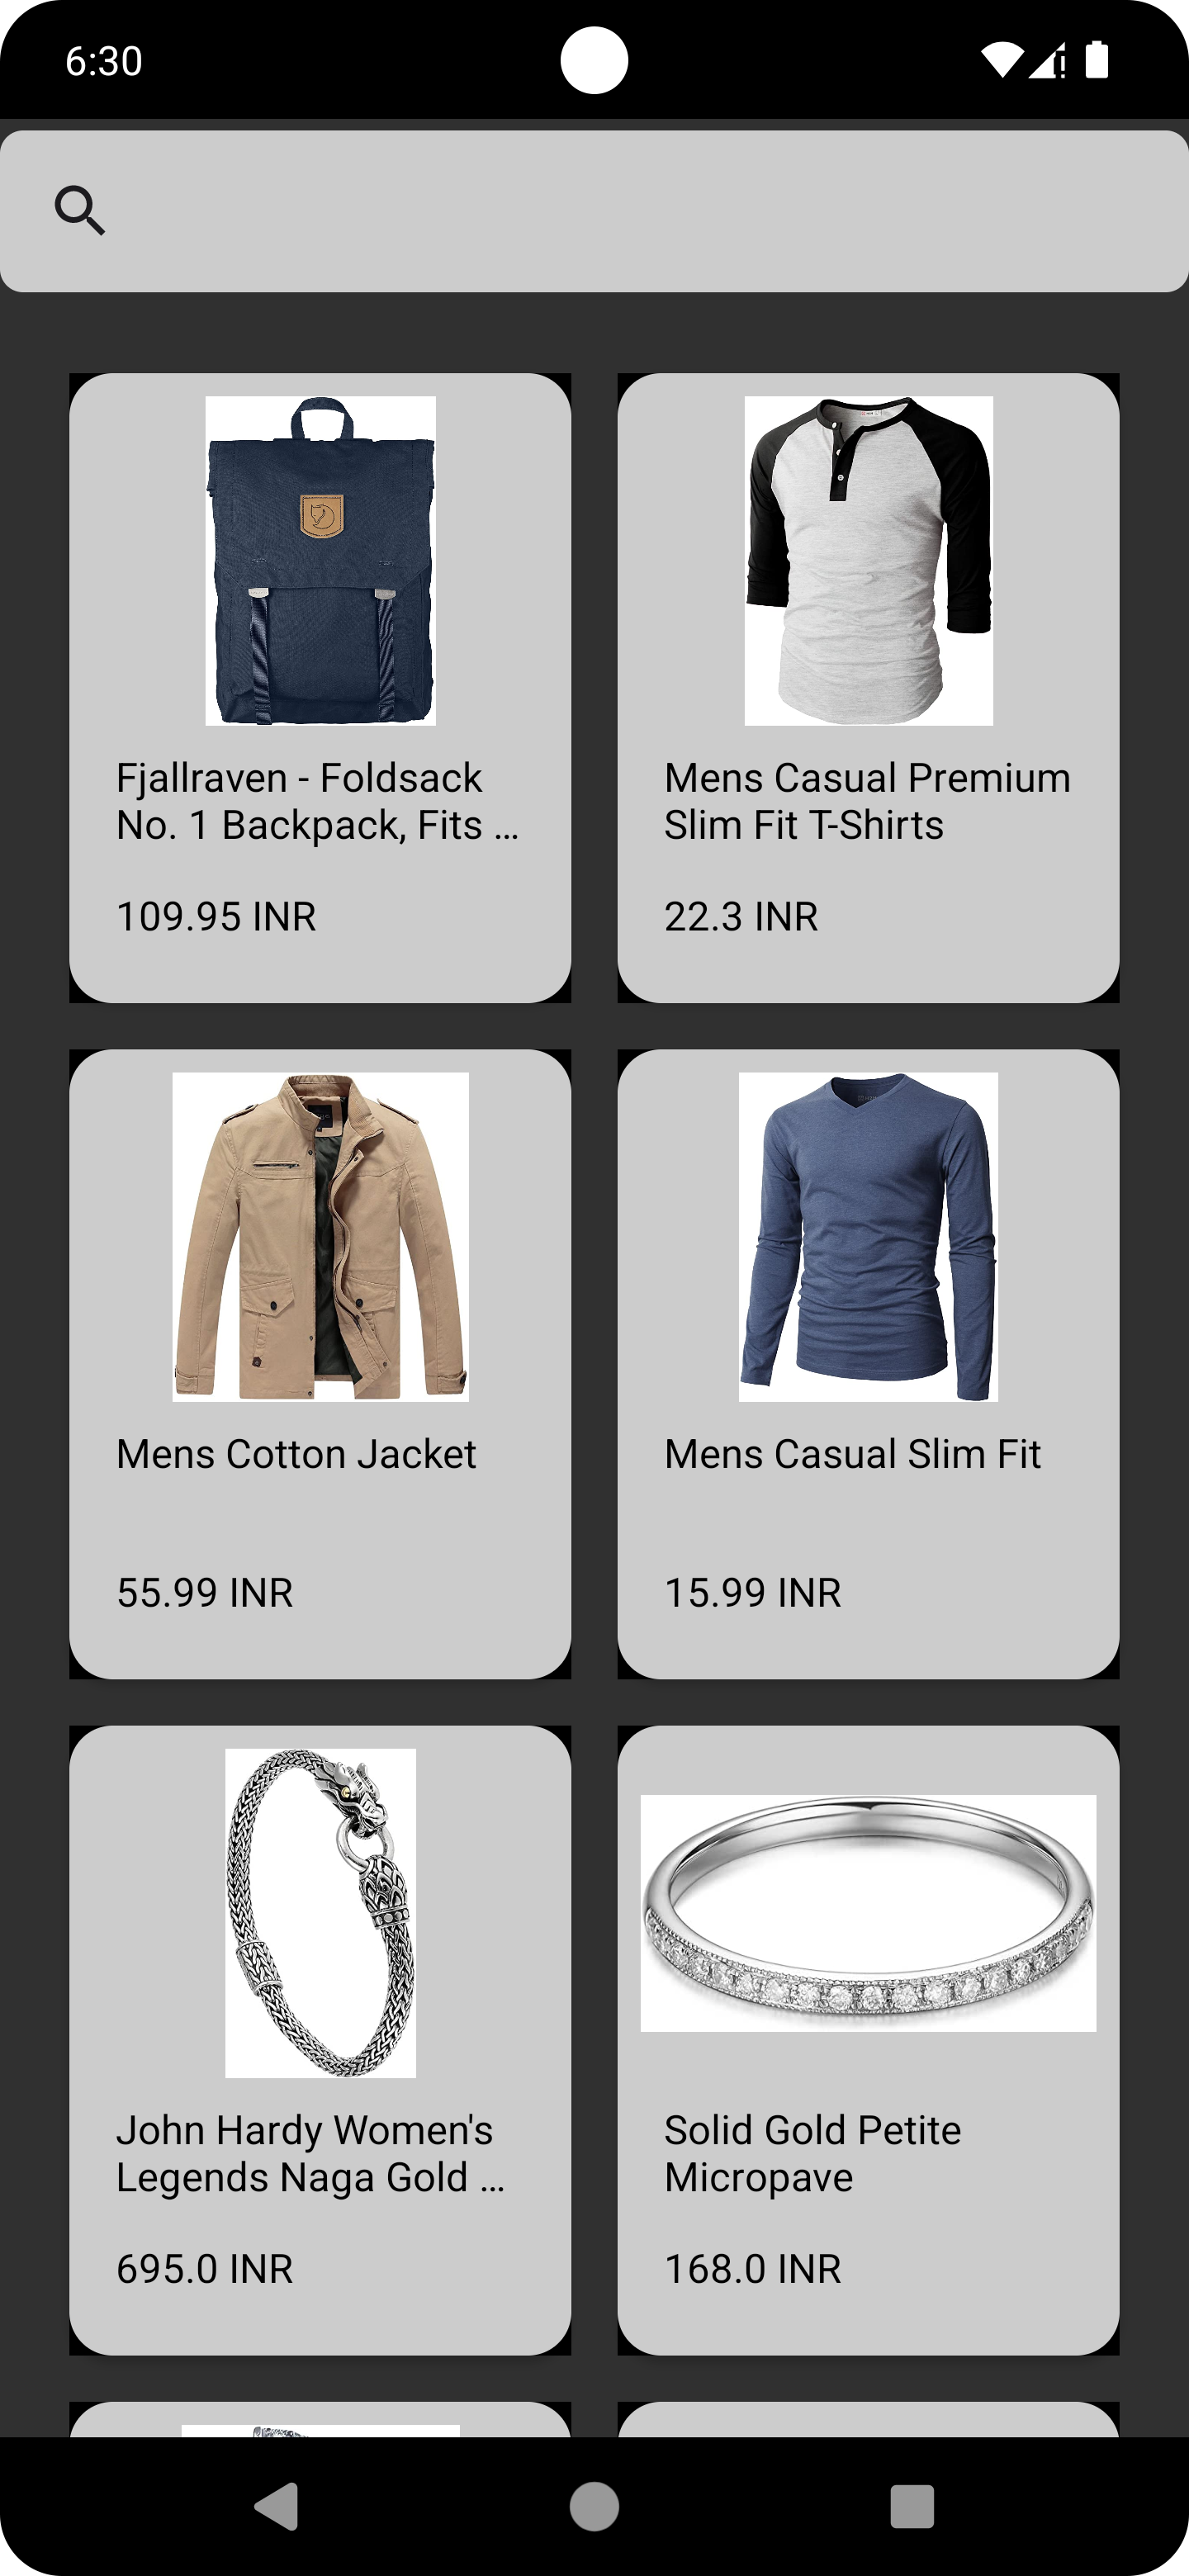 6:30
Fjallraven - Foldsack
No. 1 Backpack, Fits ...
109.95 INR
Mens Casual Premium
Slim Fit T-Shirts
22.3 INR
Mens Cotton Jacket
55.99 INR
Mens Casual Slim Fit
15.99 INR
John Hardy Women's
Legends Naga Gold ...
695.0 INR
Solid Gold Petite
Micropave
168.0 INR